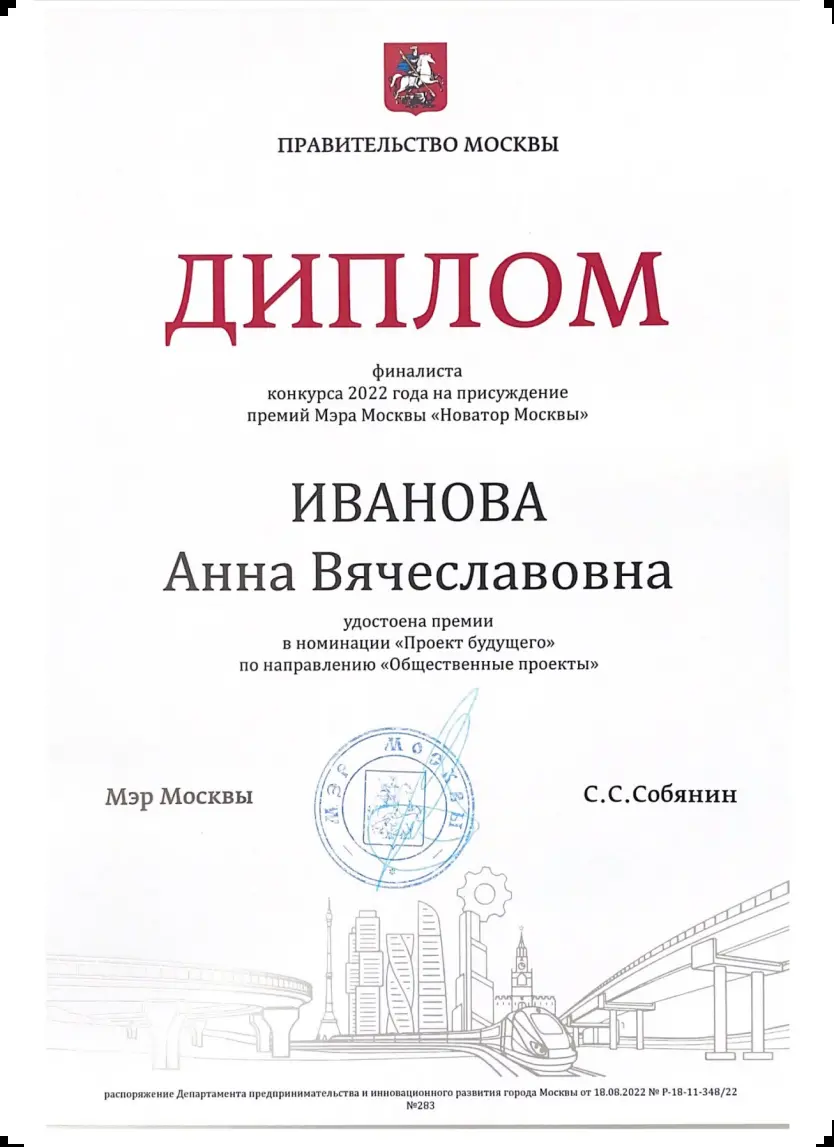 ПРАВИТЕЛЬСТВО МОСКВЫ
ДИПЛОМ
финалиста
конкурса 2022 года на присуждение
премий Мэра Москвы «Новатор Москвы»
ИВАНОВА
Анна Вячеславовна
удостоена премии
в номинации «Проект будущего»
по направлению «Общественные проекты»
Мэр Москвы
МЭР МОСКВЫ
С.С.Собянин
распоряжение Департамента предпринимательства и инновационного развития города Москвы от 18.08.2022 № Р-18-11-348/22
№283